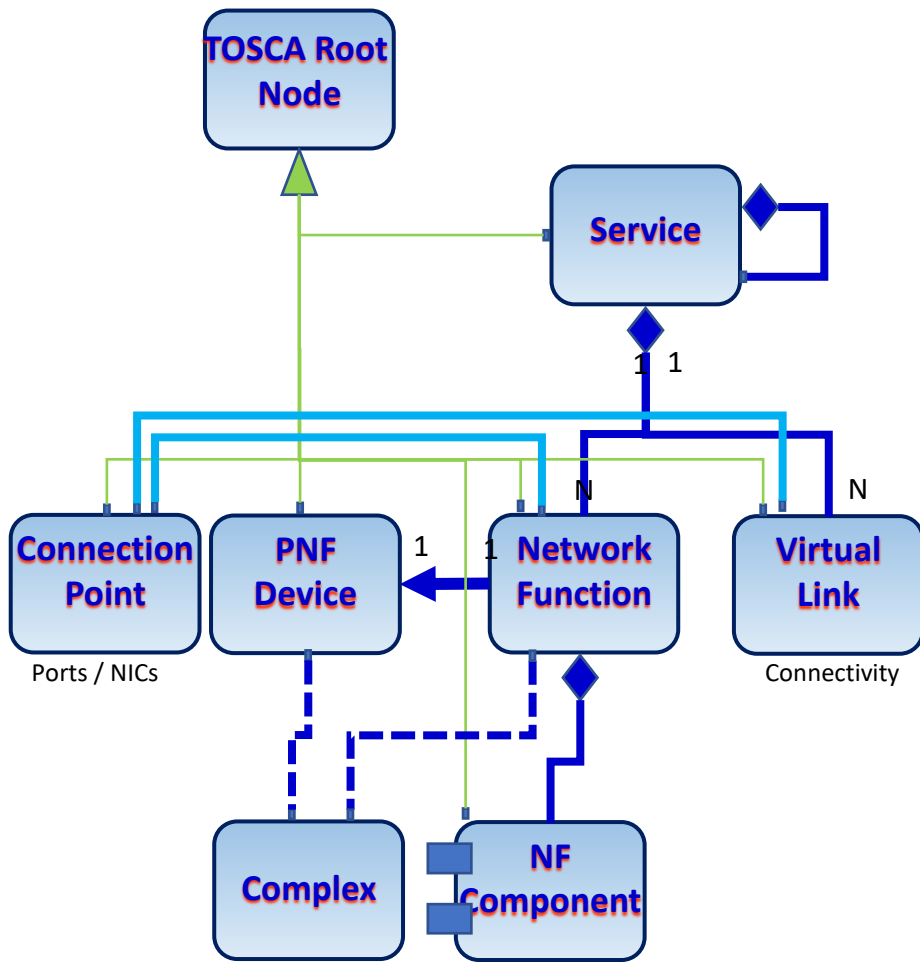 TOSCA Root
Node
Service
1 1
N
N
Connection
Point
PNF
Device
1
1
Network
Function
Virtual
Link
Ports / NICs
Connectivity
Complex
NF
Component